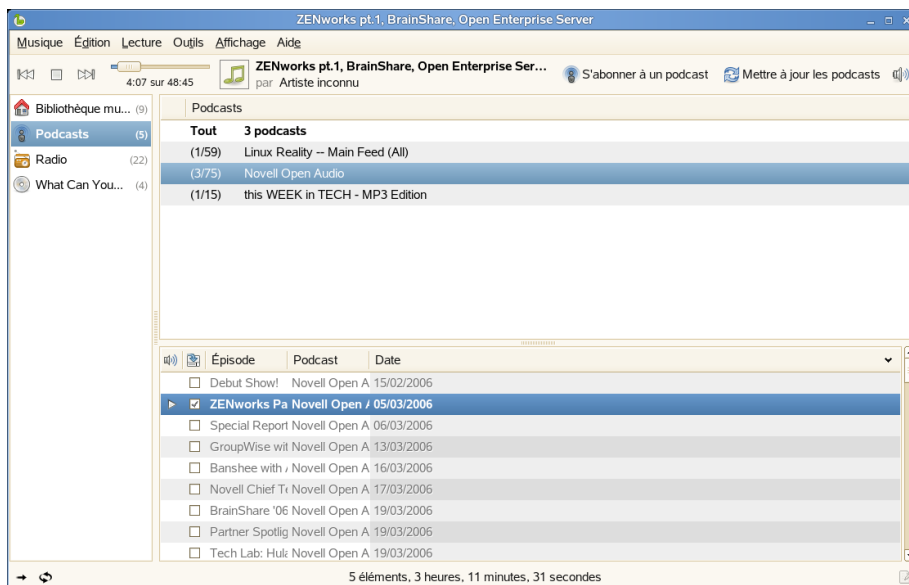 ZENworks pt.1, BrainShare, Open Enterprise Server
Musique Édition Lecture Outils Affichage Aide
4:07 sur 48:45
ZENworks pt.1, BrainShare, Open Enterprise Ser...
par Artiste inconnu
S'abonner à un podcast
Mettre à jour les podcasts
Bibliothèque mu... (9)
Podcasts (5)
Radio (22)
What Can You... (4)
Podcasts
Tout 3 podcasts
(1/59) Linux Reality -- Main Feed (All)
(3/75) Novell Open Audio
(1/15) this WEEK in TECH - MP3 Edition
Épisode Podcast Date
Debut Show! Novell Open A 15/02/2006
ZENworks Pa Novell Open A 05/03/2006
Special Report Novell Open A 06/03/2006
GroupWise wit Novell Open A 13/03/2006
Banshee with Novell Open A 16/03/2006
Novell Chief Te Novell Open A 17/03/2006
BrainShare '06 Novell Open A 19/03/2006
Partner Spotlig Novell Open A 19/03/2006
Tech Lab: Hula Novell Open A 19/03/2006
5 éléments, 3 heures, 11 minutes, 31 secondes